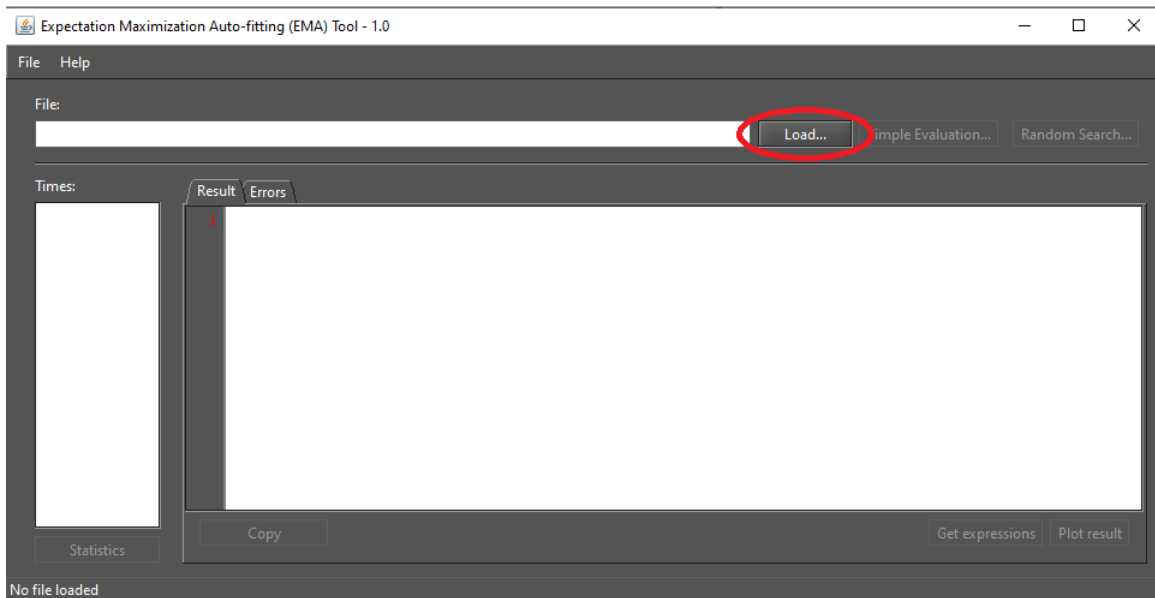 Expectation Maximization Auto-fitting (EMA) Tool - 1.0
File Help
File:
Load... imple Evaluation... Random Search...
Times:
Result Errors
1
Copy Get expressions Plot result
Statistics
No file loaded